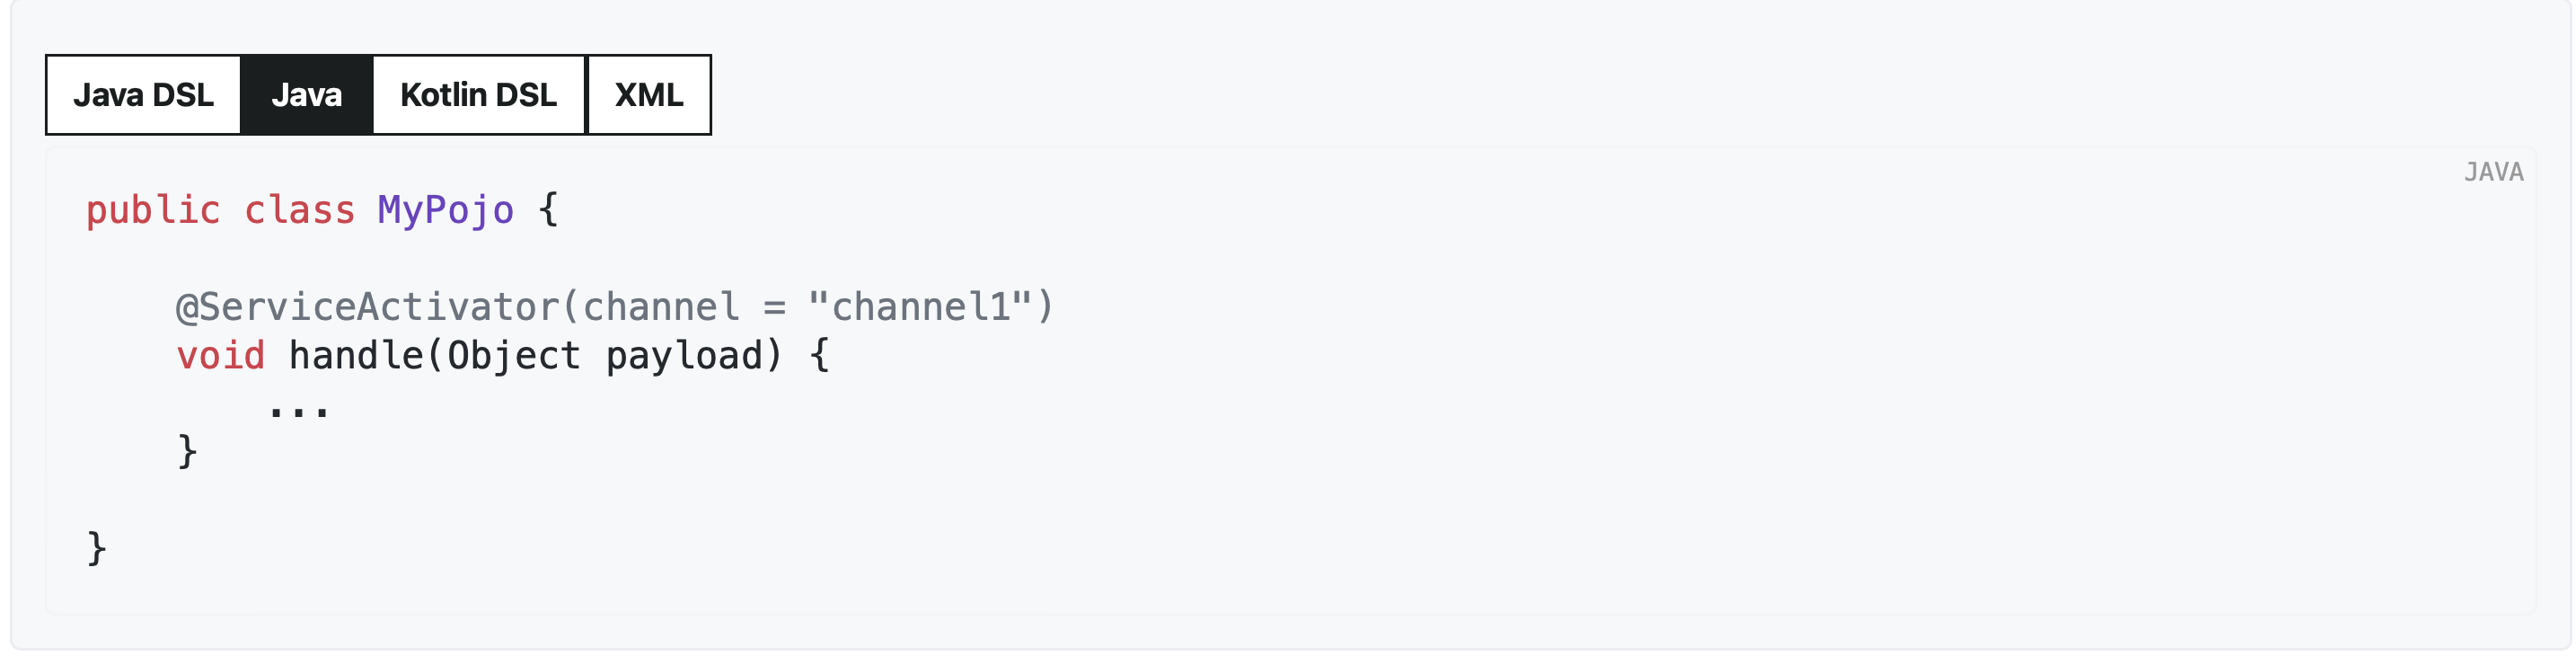 Java DSL Java Kotlin DSL XML
JAVA
public class MyPojo {
@ServiceActivator(channel = "channel1")
void handle(Object payload) {
...
}
}